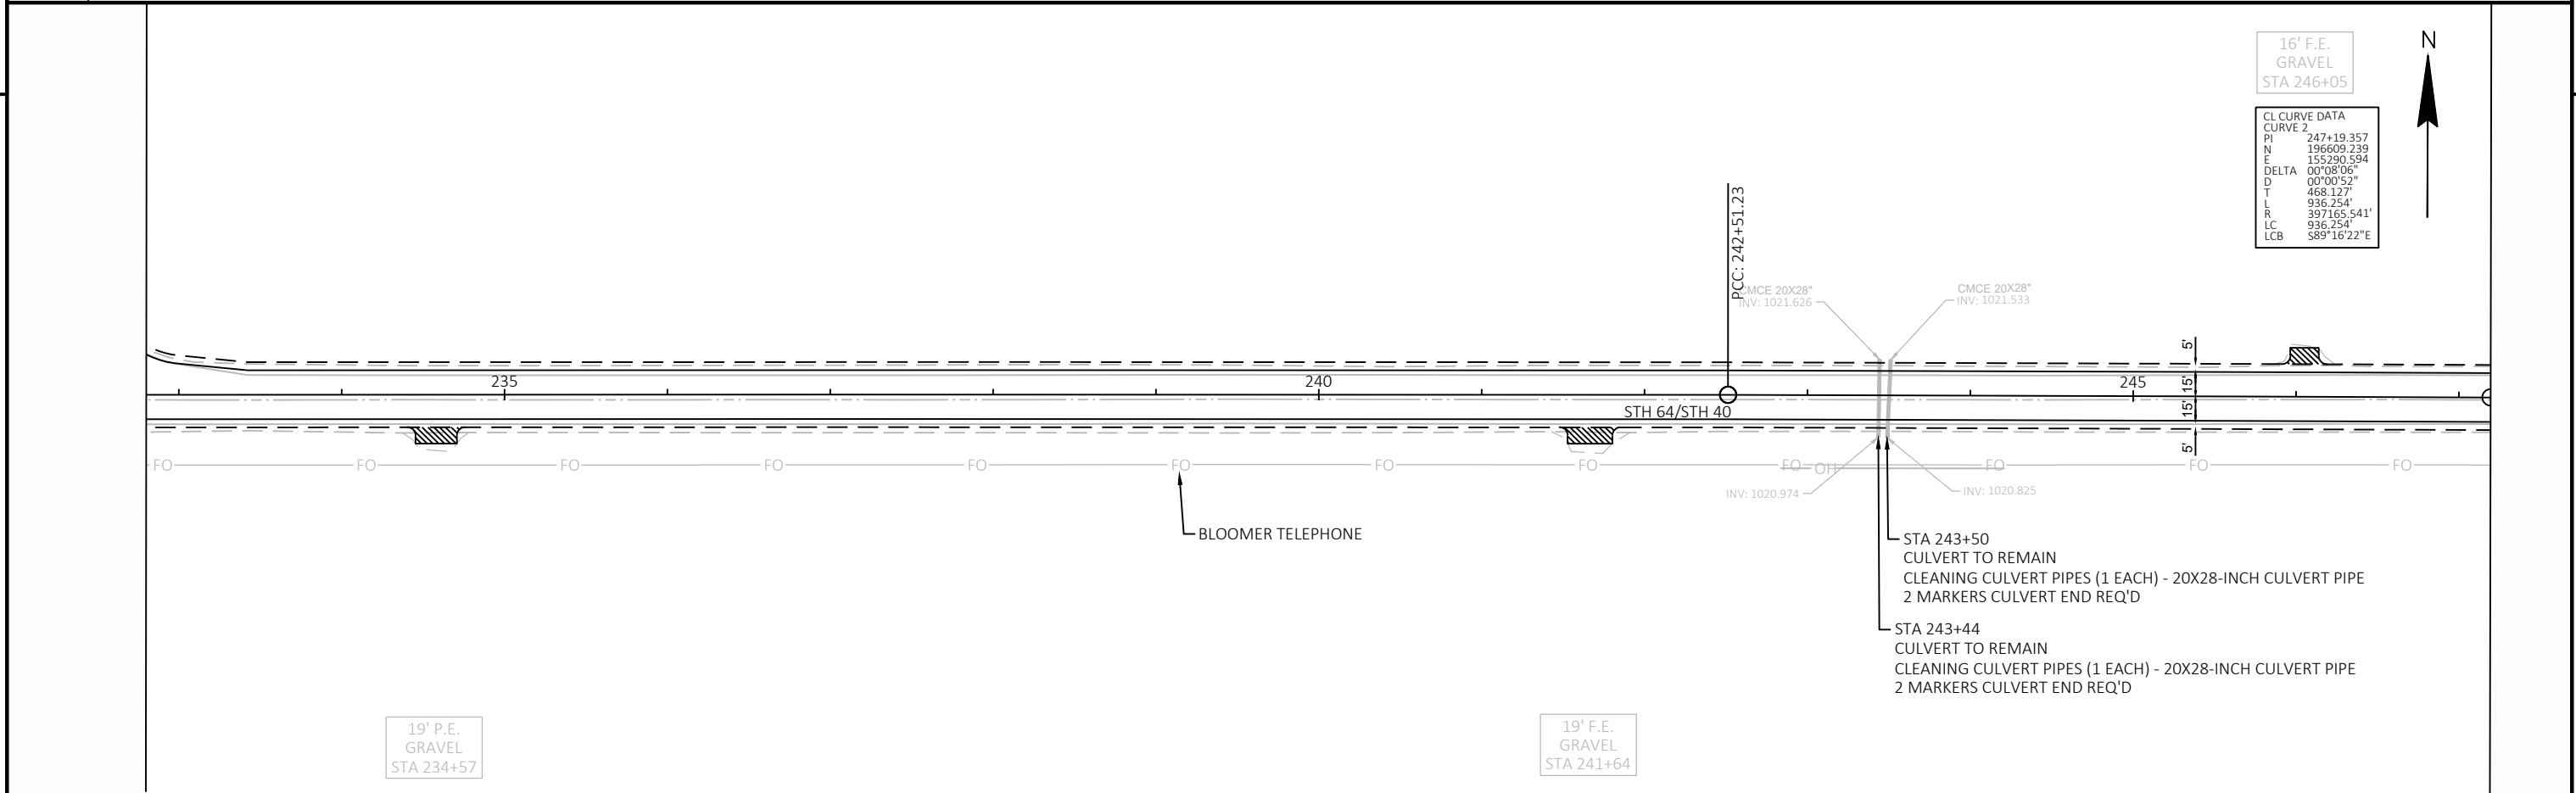 16' F.E.
GRAVEL
STA 246+05
N
CL CURVE DATA
CURVE 2
PI 247+19.357
N 196609.239
E 155290.594
DELTA 00°08'06"
D 00°00'52"
T 468.127'
L 936.254'
R 397165.541'
LC 936.254'
LCB S89°16'22"E
PCC: 242+51.23
CMCE 20X28"
INV: 1021.626
CMCE 20X28"
INV: 1021.533
235
240
245
5'
15'
15'
5'
STH 64/STH 40
FO FO FO FO FO FO FO FO FO OH FO FO FO
INV: 1020.974
INV: 1020.825
BLOOMER TELEPHONE
STA 243+50
CULVERT TO REMAIN
CLEANING CULVERT PIPES (1 EACH) - 20X28-INCH CULVERT PIPE
2 MARKERS CULVERT END REQ'D
STA 243+44
CULVERT TO REMAIN
CLEANING CULVERT PIPES (1 EACH) - 20X28-INCH CULVERT PIPE
2 MARKERS CULVERT END REQ'D
19' P.E.
GRAVEL
STA 234+57
19' F.E.
GRAVEL
STA 241+64